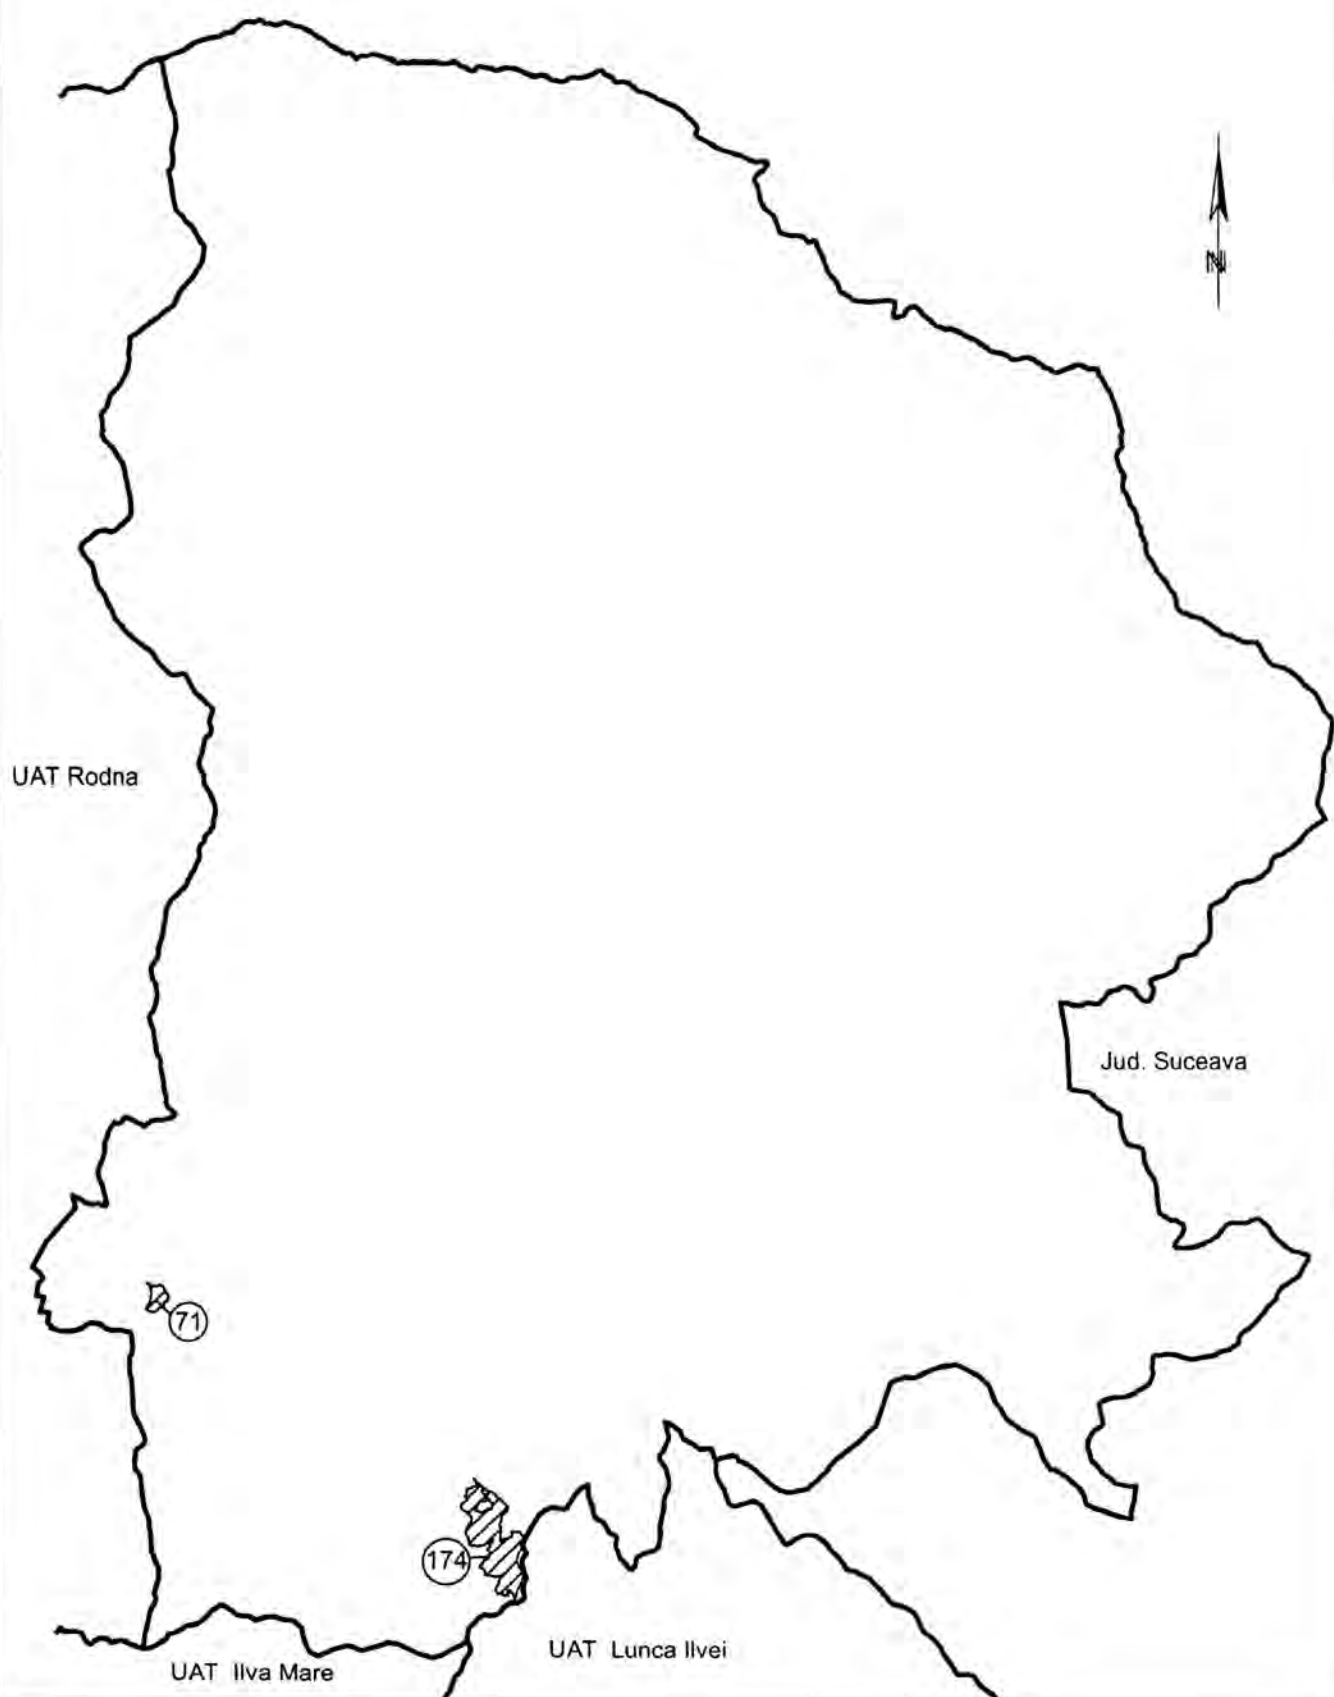 N
UAT Rodna
Jud. Suceava
71
174
UAT Lunca Ilvei
UAT Ilva Mare